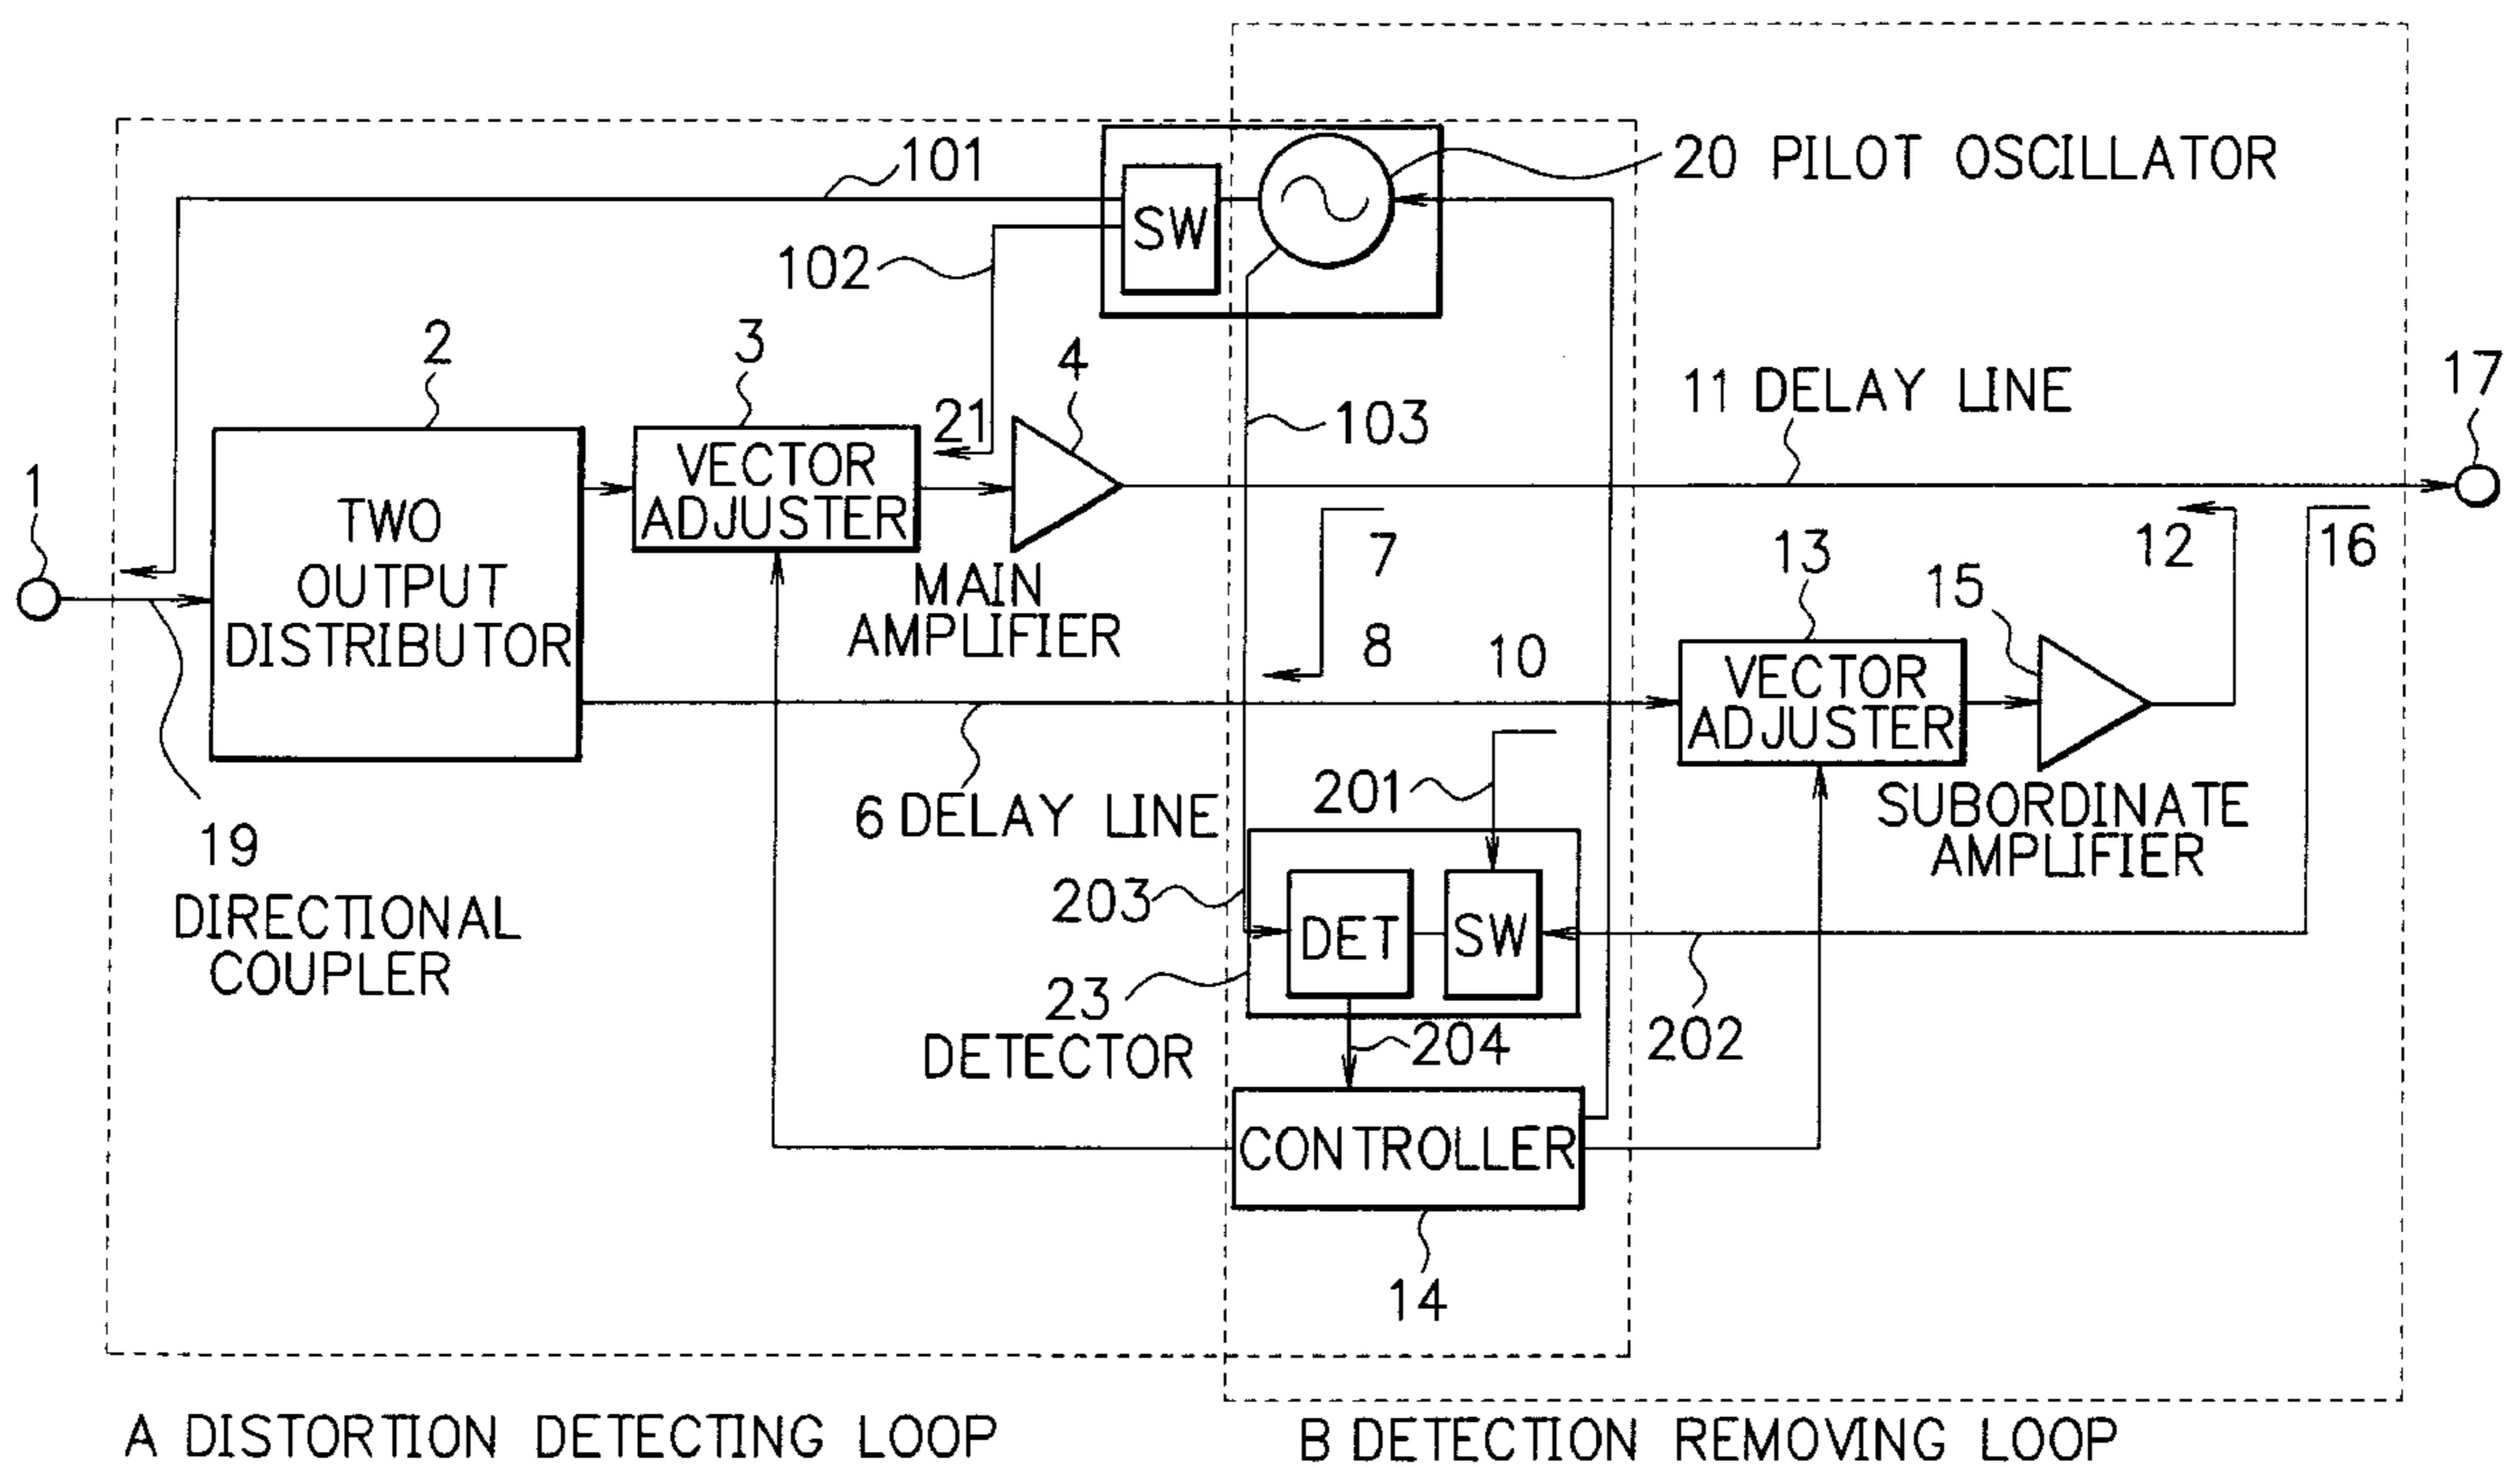 101
20 PILOT OSCILLATOR
SW
102
2
3
4
21
103
11 DELAY LINE
17
1
TWO
OUTPUT
DISTRIBUTOR
VECTOR
ADJUSTER
MAIN
AMPLIFIER
7
8
10
12
16
13
15
VECTOR
ADJUSTER
SUBORDINATE
AMPLIFIER
6 DELAY LINE
201
19
DIRECTIONAL
COUPLER
203
DET
SW
23
DETECTOR
204
202
CONTROLLER
14
A DISTORTION DETECTING LOOP
B DETECTION REMOVING LOOP